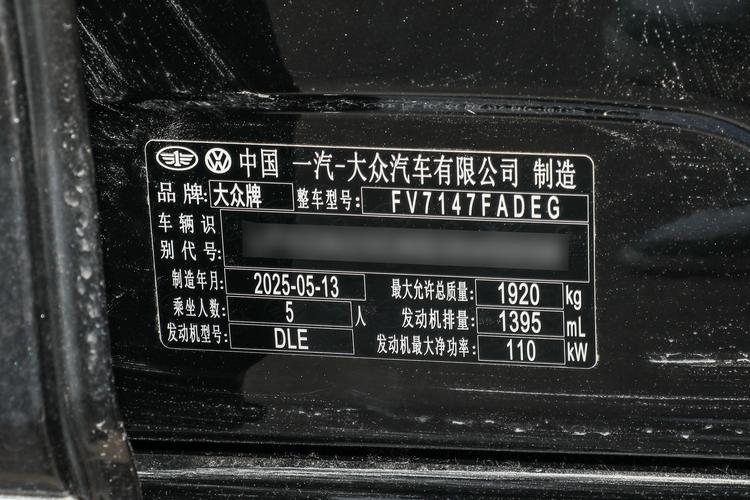 中国 一汽-大众汽车有限公司 制造
品牌:大众牌 整车型号: FV7147FADEG
车辆识
别代号:
制造年月: 2025-05-13 最大允许总质量: 1920 kg
乘坐人数: 5 人 发动机排量: 1395 mL
发动机型号: DLE 发动机最大净功率: 110 kW